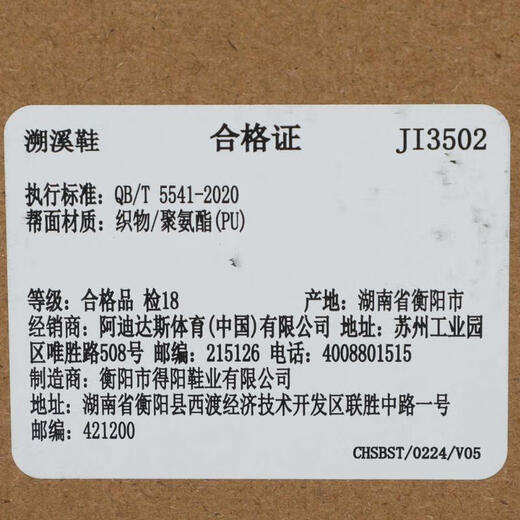 溯溪鞋 合格证 JI3502
执行标准：QB/T 5541-2020
帮面材质：织物/聚氨酯(PU)
等级：合格品 检18 产地：湖南省衡阳市
经销商：阿迪达斯体育(中国)有限公司 地址：苏州工业园
区唯胜路508号 邮编：215126 电话：4008801515
制造商：衡阳市得阳鞋业有限公司
地址：湖南省衡阳县西渡经济技术开发区联胜中路一号
邮编：421200
CHSBST/0224/V05